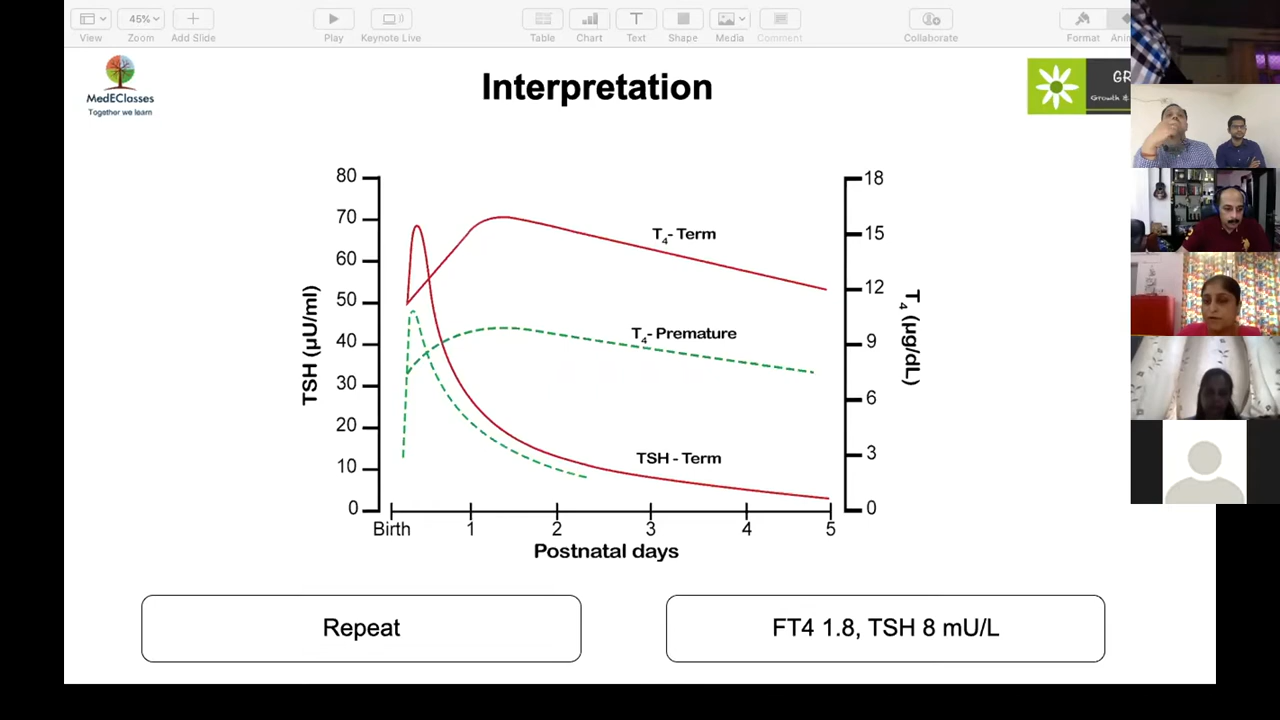 45%
View
Zoom
Add Slide
Play
Keynote Live
Table
Chart
Text
Shape
Media
Comment
Collaborate
Format
MedEClasses
Together we learn
Interpretation
80
70
60
50
40
30
20
10
0
TSH (μU/ml)
T4- Term
T4- Premature
TSH - Term
18
15
12
9
6
3
0
T4 (μg/dL)
Birth 1 2 3 4 5
Postnatal days
Repeat
FT4 1.8, TSH 8 mU/L